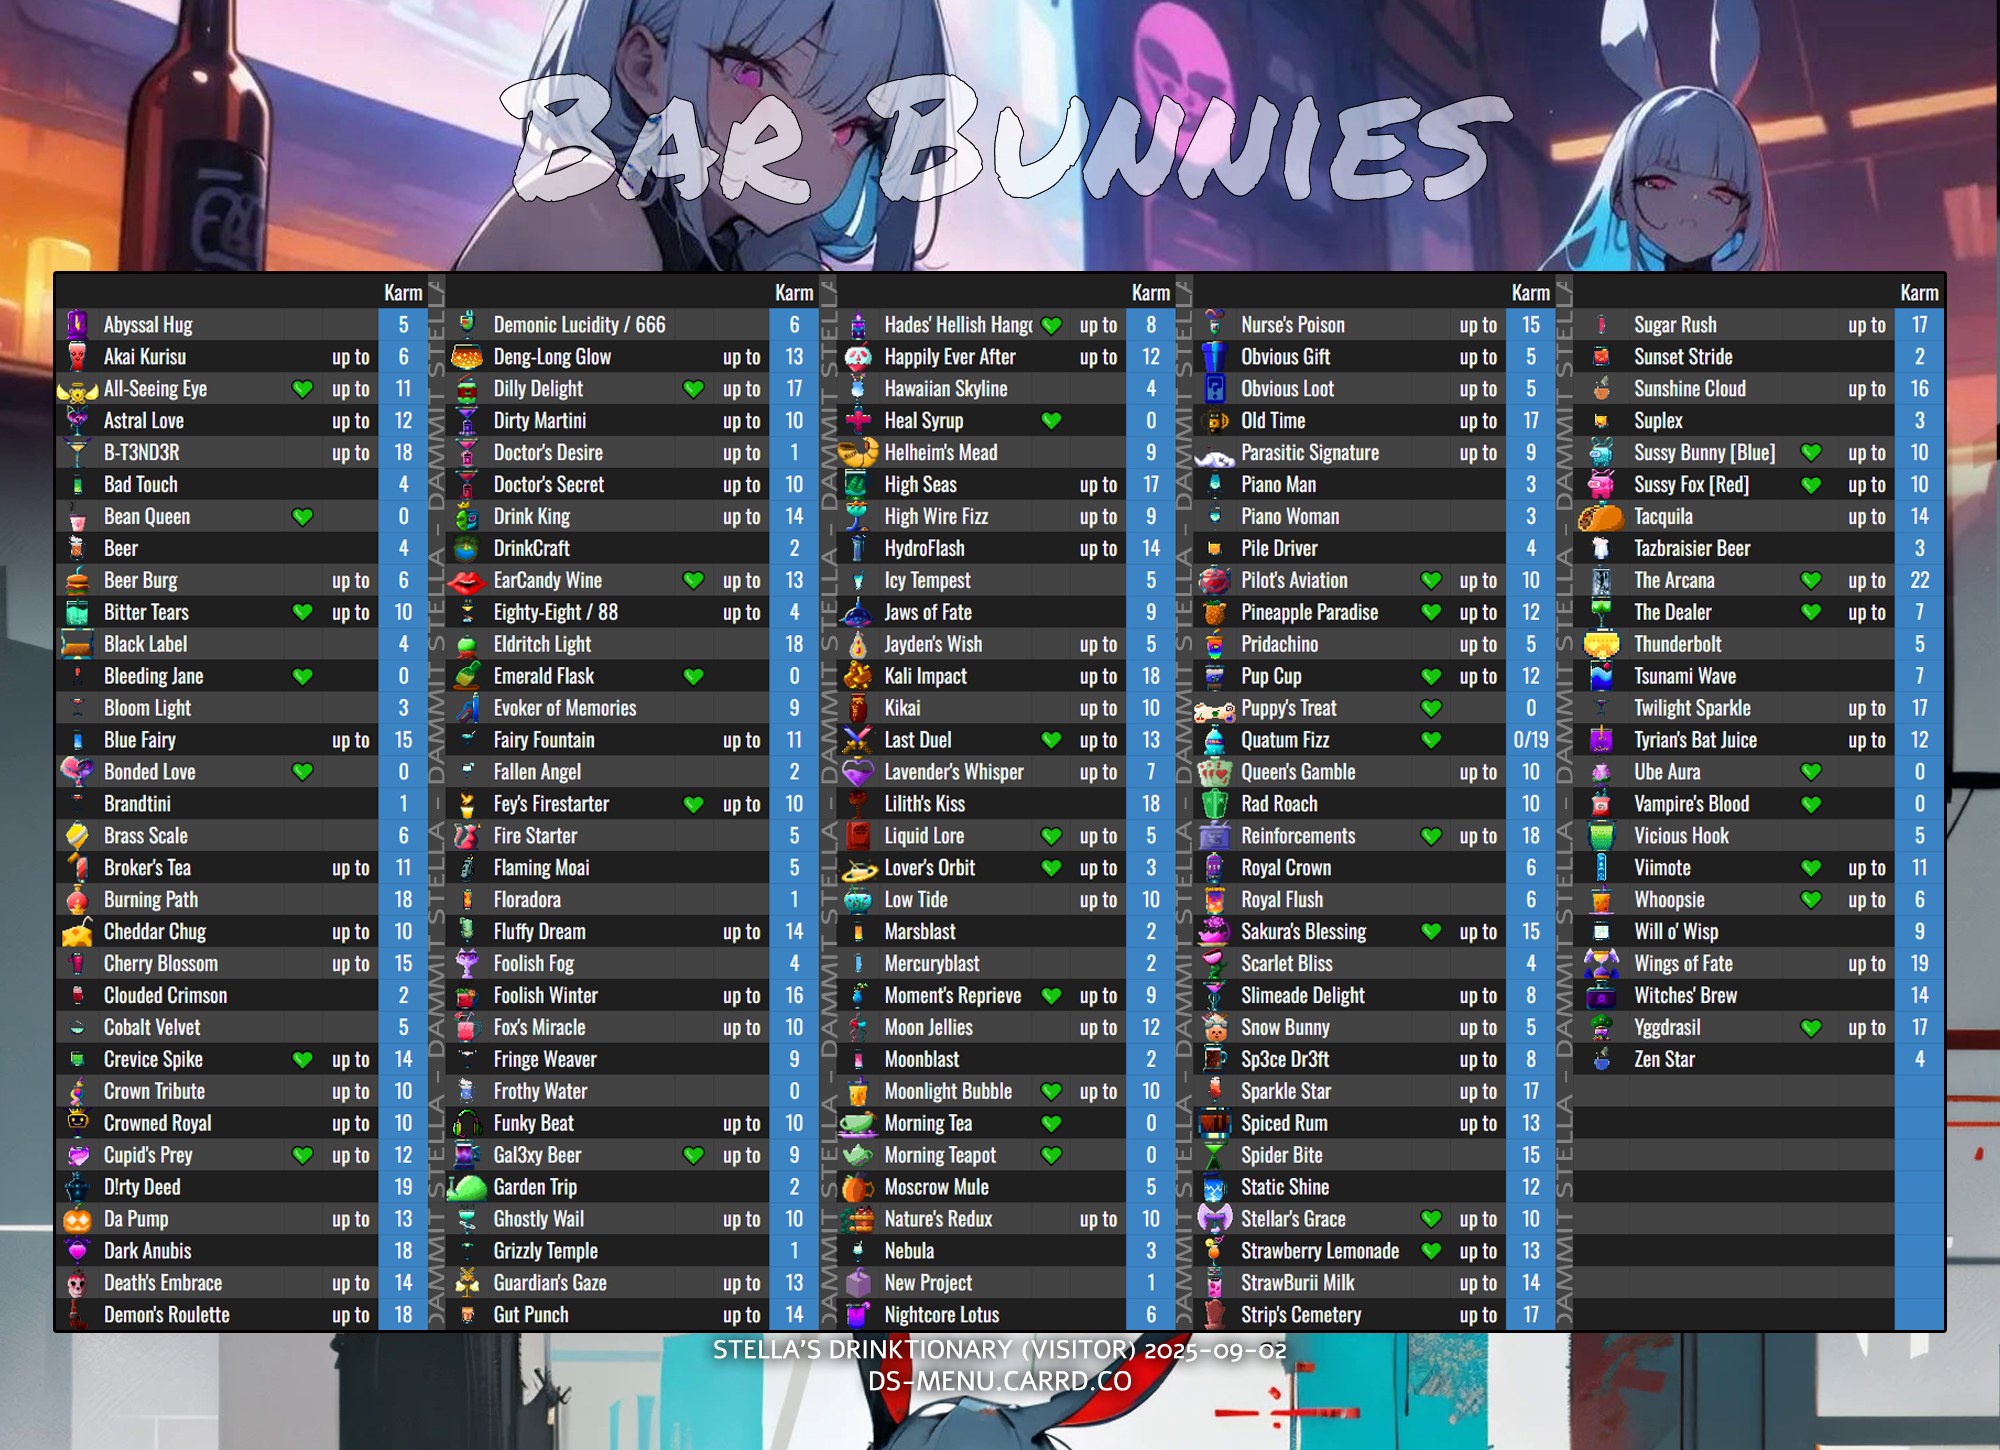 BAR BUNNIES
Karm
Abyssal Hug 5
Akai Kurisu up to 6
All-Seeing Eye up to 11
Astral Love up to 12
B-T3ND3R up to 18
Bad Touch 4
Bean Queen 0
Beer 4
Beer Burg up to 6
Bitter Tears up to 10
Black Label 4
Bleeding Jane 0
Bloom Light 3
Blue Fairy up to 15
Bonded Love 0
Brandtini 1
Brass Scale 6
Broker's Tea up to 11
Burning Path 18
Cheddar Chug up to 10
Cherry Blossom up to 15
Clouded Crimson 2
Cobalt Velvet 5
Crevice Spike up to 14
Crown Tribute up to 10
Crowned Royal up to 10
Cupid's Prey up to 12
D!rty Deed 19
Da Pump up to 13
Dark Anubis 18
Death's Embrace up to 14
Demon's Roulette up to 18
STELLA - DAMMIT STELLA - DAMMIT STELLA - DAMMIT STELLA
Karm
Demonic Lucidity / 666 6
Deng-Long Glow up to 13
Dilly Delight up to 17
Dirty Martini up to 10
Doctor's Desire up to 1
Doctor's Secret up to 10
Drink King up to 14
DrinkCraft 2
EarCandy Wine up to 13
Eighty-Eight / 88 up to 4
Eldritch Light 18
Emerald Flask 0
Evoker of Memories 9
Fairy Fountain up to 11
Fallen Angel 2
Fey's Firestarter up to 10
Fire Starter 5
Flaming Moai 5
Floradora 1
Fluffy Dream up to 14
Foolish Fog 4
Foolish Winter up to 16
Fox's Miracle up to 10
Fringe Weaver 9
Frothy Water 0
Funky Beat up to 10
Gal3xy Beer up to 9
Garden Trip 2
Ghostly Wail up to 10
Grizzly Temple 1
Guardian's Gaze up to 13
Gut Punch up to 14
STELLA - DAMMIT STELLA - DAMMIT STELLA - DAMMIT STELLA
Karm
Hades' Hellish Hang up to 8
Happily Ever After up to 12
Hawaiian Skyline 4
Heal Syrup 0
Helheim's Mead 9
High Seas up to 17
High Wire Fizz up to 9
HydroFlash up to 14
Icy Tempest 5
Jaws of Fate 9
Jayden's Wish up to 5
Kali Impact up to 18
Kikai up to 10
Last Duel up to 13
Lavender's Whisper up to 7
Lilith's Kiss 18
Liquid Lore up to 5
Lover's Orbit up to 3
Low Tide up to 10
Marsblast 2
Mercuryblast 2
Moment's Reprieve up to 9
Moon Jellies up to 12
Moonblast 2
Moonlight Bubble up to 10
Morning Tea 0
Morning Teapot 0
Moscrow Mule 5
Nature's Redux up to 10
Nebula 3
New Project 1
Nightcore Lotus 6
STELLA - DAMMIT STELLA - DAMMIT STELLA - DAMMIT STELLA
Karm
Nurse's Poison up to 15
Obvious Gift up to 5
Obvious Loot up to 5
Old Time up to 17
Parasitic Signature up to 9
Piano Man 3
Piano Woman 3
Pile Driver 4
Pilot's Aviation up to 10
Pineapple Paradise up to 12
Pridachino up to 5
Pup Cup up to 12
Puppy's Treat 0
Quatum Fizz 0/19
Queen's Gamble up to 10
Rad Roach 10
Reinforcements up to 18
Royal Crown 6
Royal Flush 6
Sakura's Blessing up to 15
Scarlet Bliss 4
Slimeade Delight up to 8
Snow Bunny up to 5
Sp3ce Dr3ft up to 8
Sparkle Star up to 17
Spiced Rum up to 13
Spider Bite 15
Static Shine 12
Stellar's Grace up to 10
Strawberry Lemonade up to 13
StrawBurii Milk up to 14
Strip's Cemetery up to 17
STELLA - DAMMIT STELLA - DAMMIT STELLA - DAMMIT STELLA
Karm
Sugar Rush up to 17
Sunset Stride 2
Sunshine Cloud up to 16
Suplex 3
Sussy Bunny [Blue] up to 10
Sussy Fox [Red] up to 10
Tacquila up to 14
Tazbraisier Beer 3
The Arcana up to 22
The Dealer up to 7
Thunderbolt 5
Tsunami Wave 7
Twilight Sparkle up to 17
Tyrian's Bat Juice up to 12
Ube Aura 0
Vampire's Blood 0
Vicious Hook 5
Viimote up to 11
Whoopsie up to 6
Will o' Wisp 9
Wings of Fate up to 19
Witches' Brew 14
Yggdrasil up to 17
Zen Star 4
STELLA'S DRINKTIONARY (VISITOR) 2025-09-02
DS-MENU.CARRD.CO